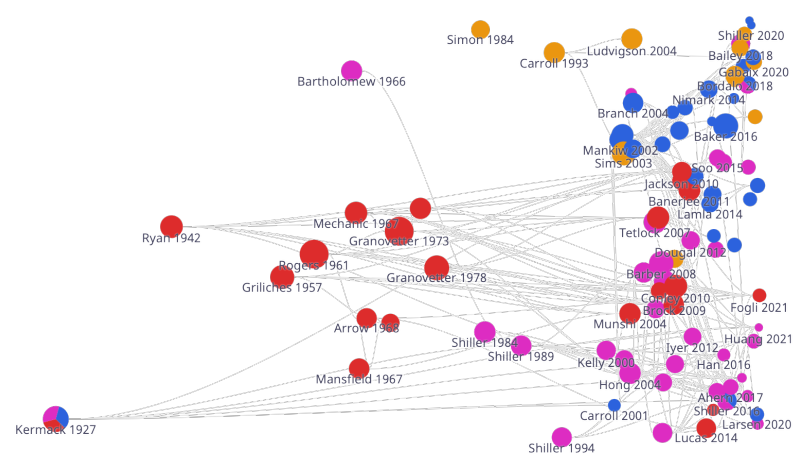 Shiller 2020
Simon 1984
Ludvigson 2004
Bailey 2018
Carroll 1993
Gabaix 2020
Bartholomew 1966
Bordalo 2018
Nimark 2004
Branch 2004
Baker 2016
Mankiw 2002
Sims 2003
Soo 2015
Jackson 2010
Banerjee 2011
Lamla 2014
Mechanic 1962
Tetlock 2007
Ryan 1942
Granovetter 1973
Dougal 2012
Rogers 1961
Barber 2008
Granovetter 1978
Griliches 1957
Conley 2010
Fogli 2021
Brock 2009
Munshi 2004
Arrow 1968
Huang 2021
Shiller 1984
Iyer 2012
Shiller 1989
Kelly 2000
Han 2016
Mansfield 1967
Hong 2004
Ahern 2017
Carroll 2001
Larsen 2020
Kermack 1927
Lucas 2014
Shiller 1994